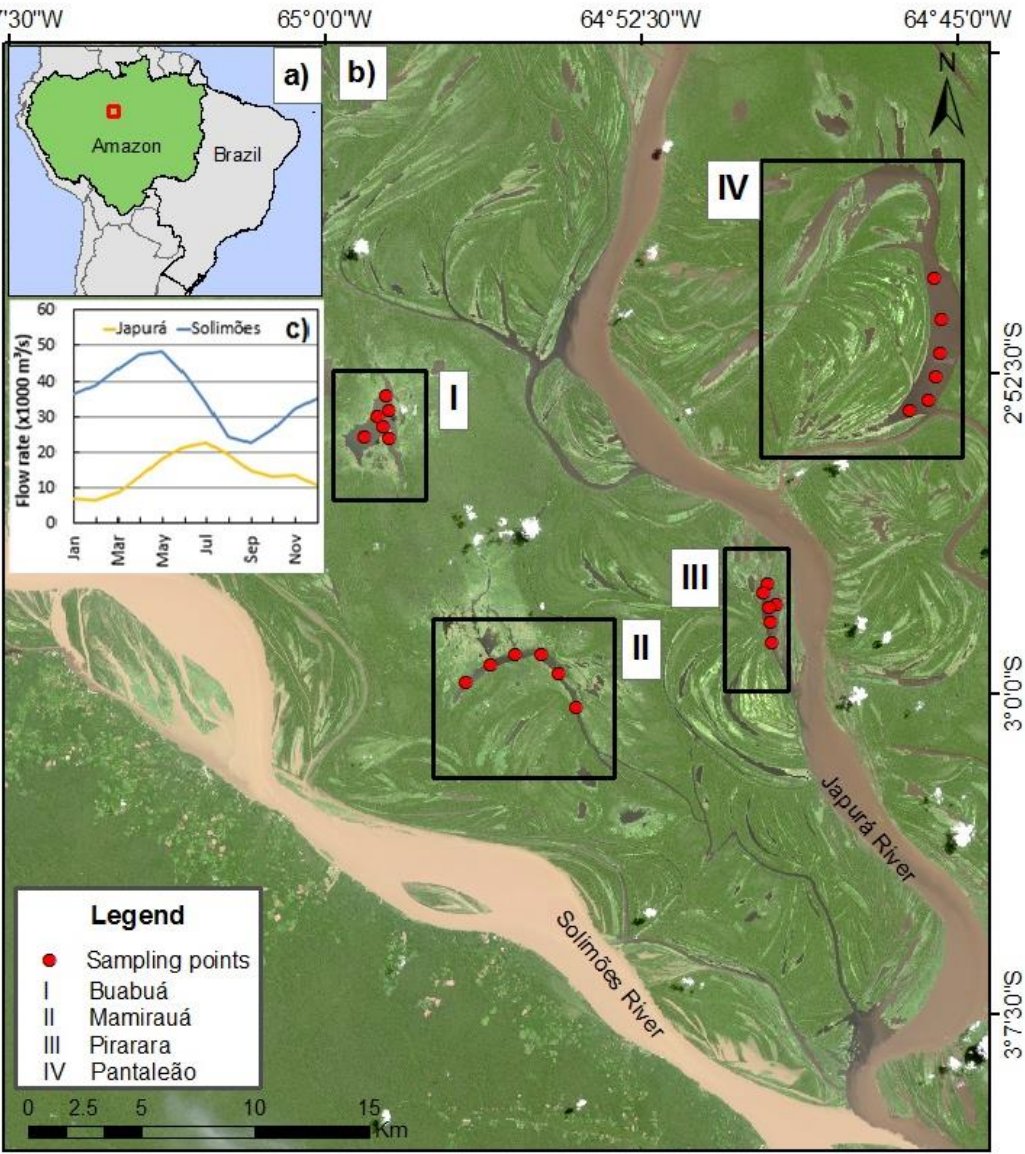 7°30"W
65°0'0"W
64°52'30"W
64°45'0"W
a)
b)
N
Amazon
Brazil
IV
Flow rate (x1000 m³/s)
60
50
40
30
20
10
0
Japurá
Solimões
c)
Jan
Mar
May
Jul
Sep
Nov
I
2°52'30"S
III
II
3°0'0"S
Japurá River
Solimões River
Legend
Sampling points
I Buabuá
II Mamirauá
III Pirarara
IV Pantaleão
3°7'30"S
0 2.5 5 10 15
Km